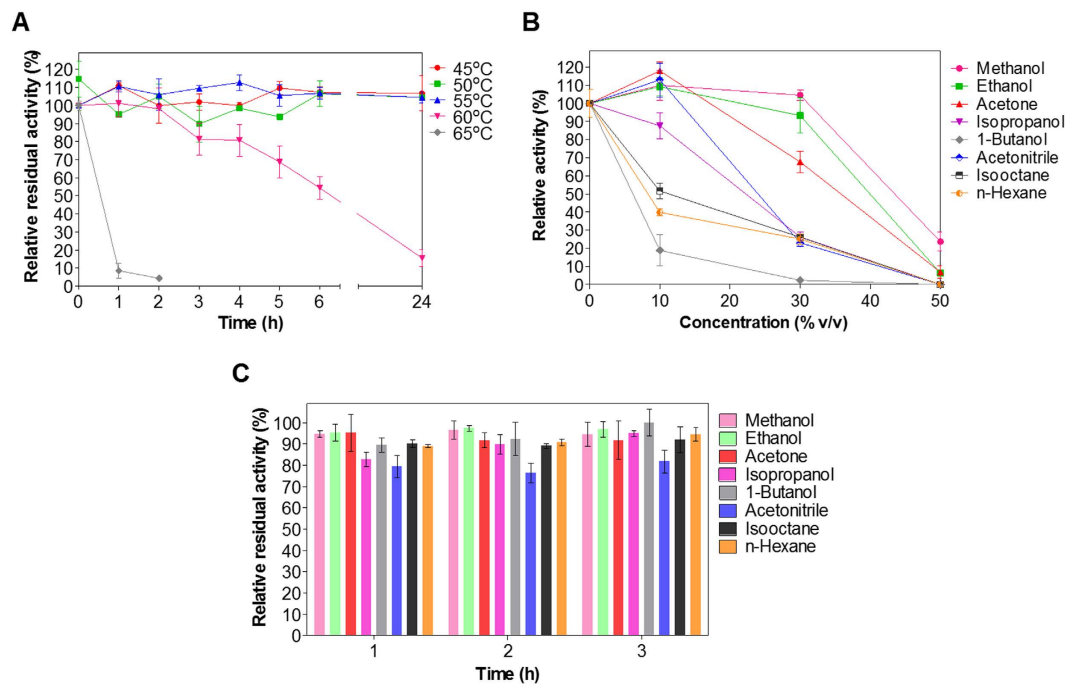 A
Relative residual activity (%)
120
110
100
90
80
70
60
50
40
30
20
10
0
0 1 2 3 4 5 6 24
Time (h)
45ºC
50ºC
55ºC
60ºC
65ºC
B
Relative activity (%)
120
110
100
90
80
70
60
50
40
30
20
10
0
0 10 20 30 40 50
Concentration (% v/v)
Methanol
Ethanol
Acetone
Isopropanol
1-Butanol
Acetonitrile
Isooctane
n-Hexane
C
Relative residual activity (%)
100
90
80
70
60
50
40
30
20
10
0
1 2 3
Time (h)
Methanol
Ethanol
Acetone
Isopropanol
1-Butanol
Acetonitrile
Isooctane
n-Hexane